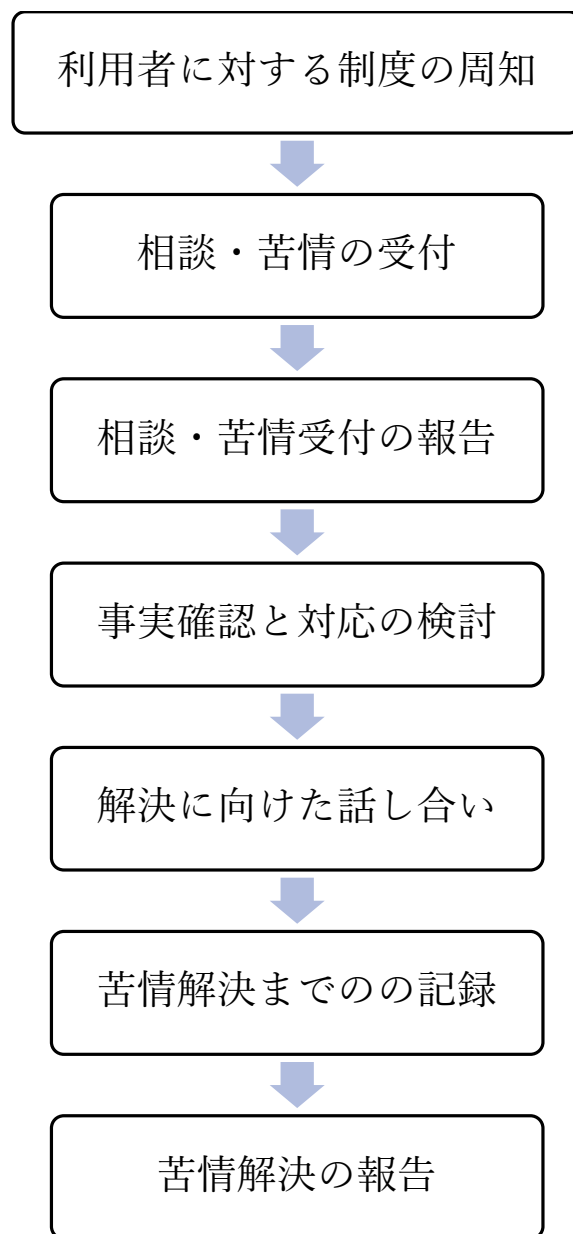 利用者に対する制度の周知
相談・苦情の受付
相談・苦情受付の報告
事実確認と対応の検討
解決に向けた話し合い
苦情解決までのの記録
苦情解決の報告